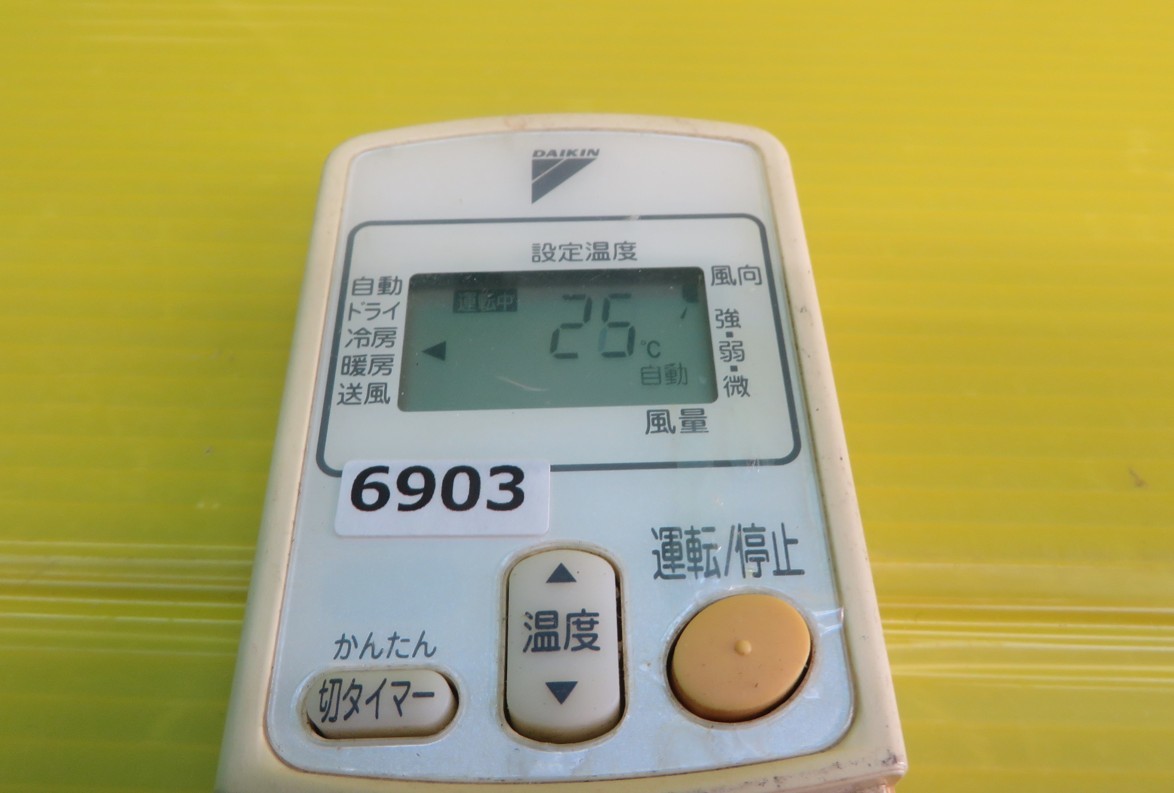 DAIKIN
設定温度
自動
ドライ
冷房
暖房
送風
運転中
26℃
自動
風向
強・弱・微
風量
6903
運転/停止
温度
かんたん
切タイマー